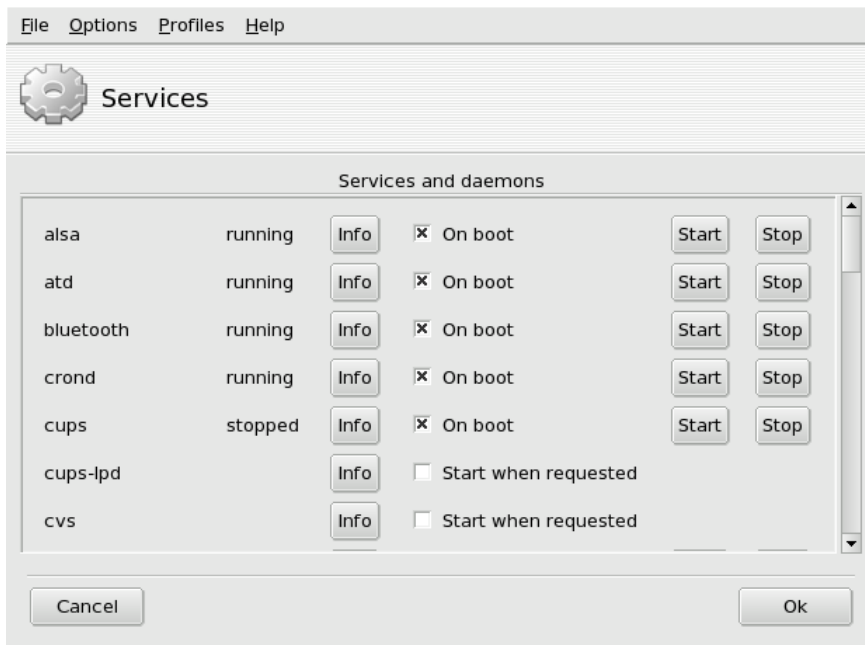 File Options Profiles Help
Services
Services and daemons
alsa running Info On boot Start Stop
atd running Info On boot Start Stop
bluetooth running Info On boot Start Stop
crond running Info On boot Start Stop
cups stopped Info On boot Start Stop
cups-lpd Info Start when requested
cvs Info Start when requested
Cancel Ok